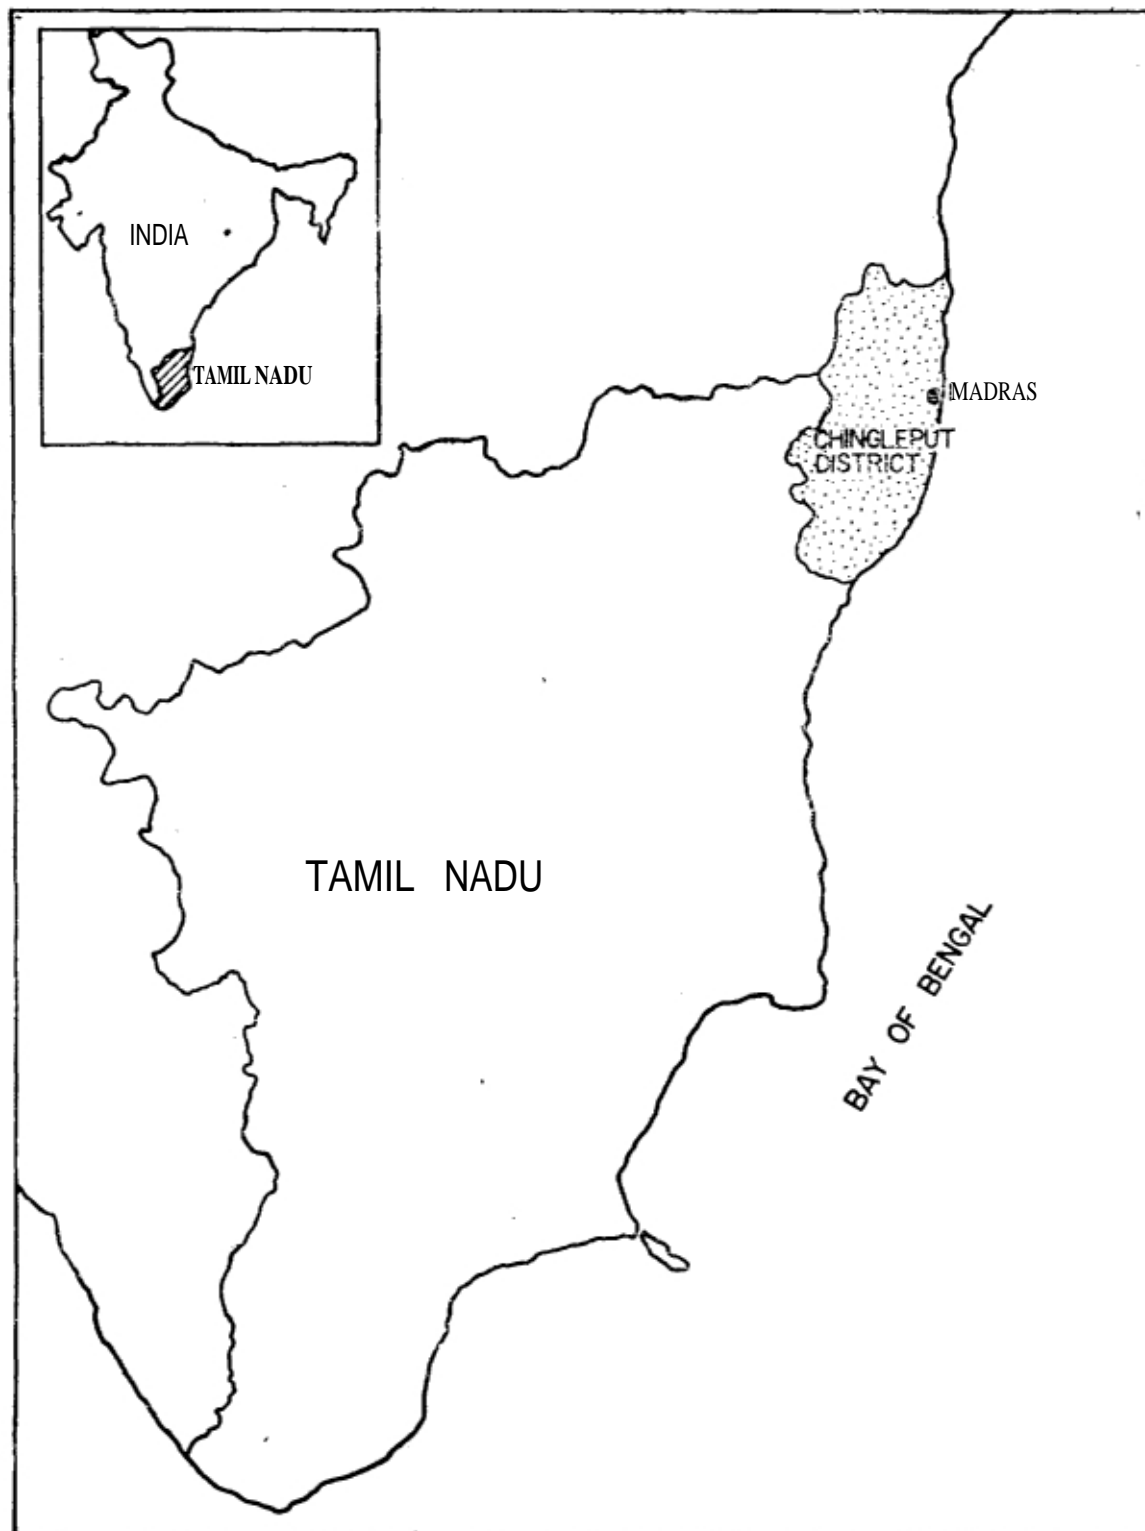 INDIA
TAMIL NADU
MADRAS
CHINGLEPUT
DISTRICT
TAMIL NADU
BAY OF BENGAL